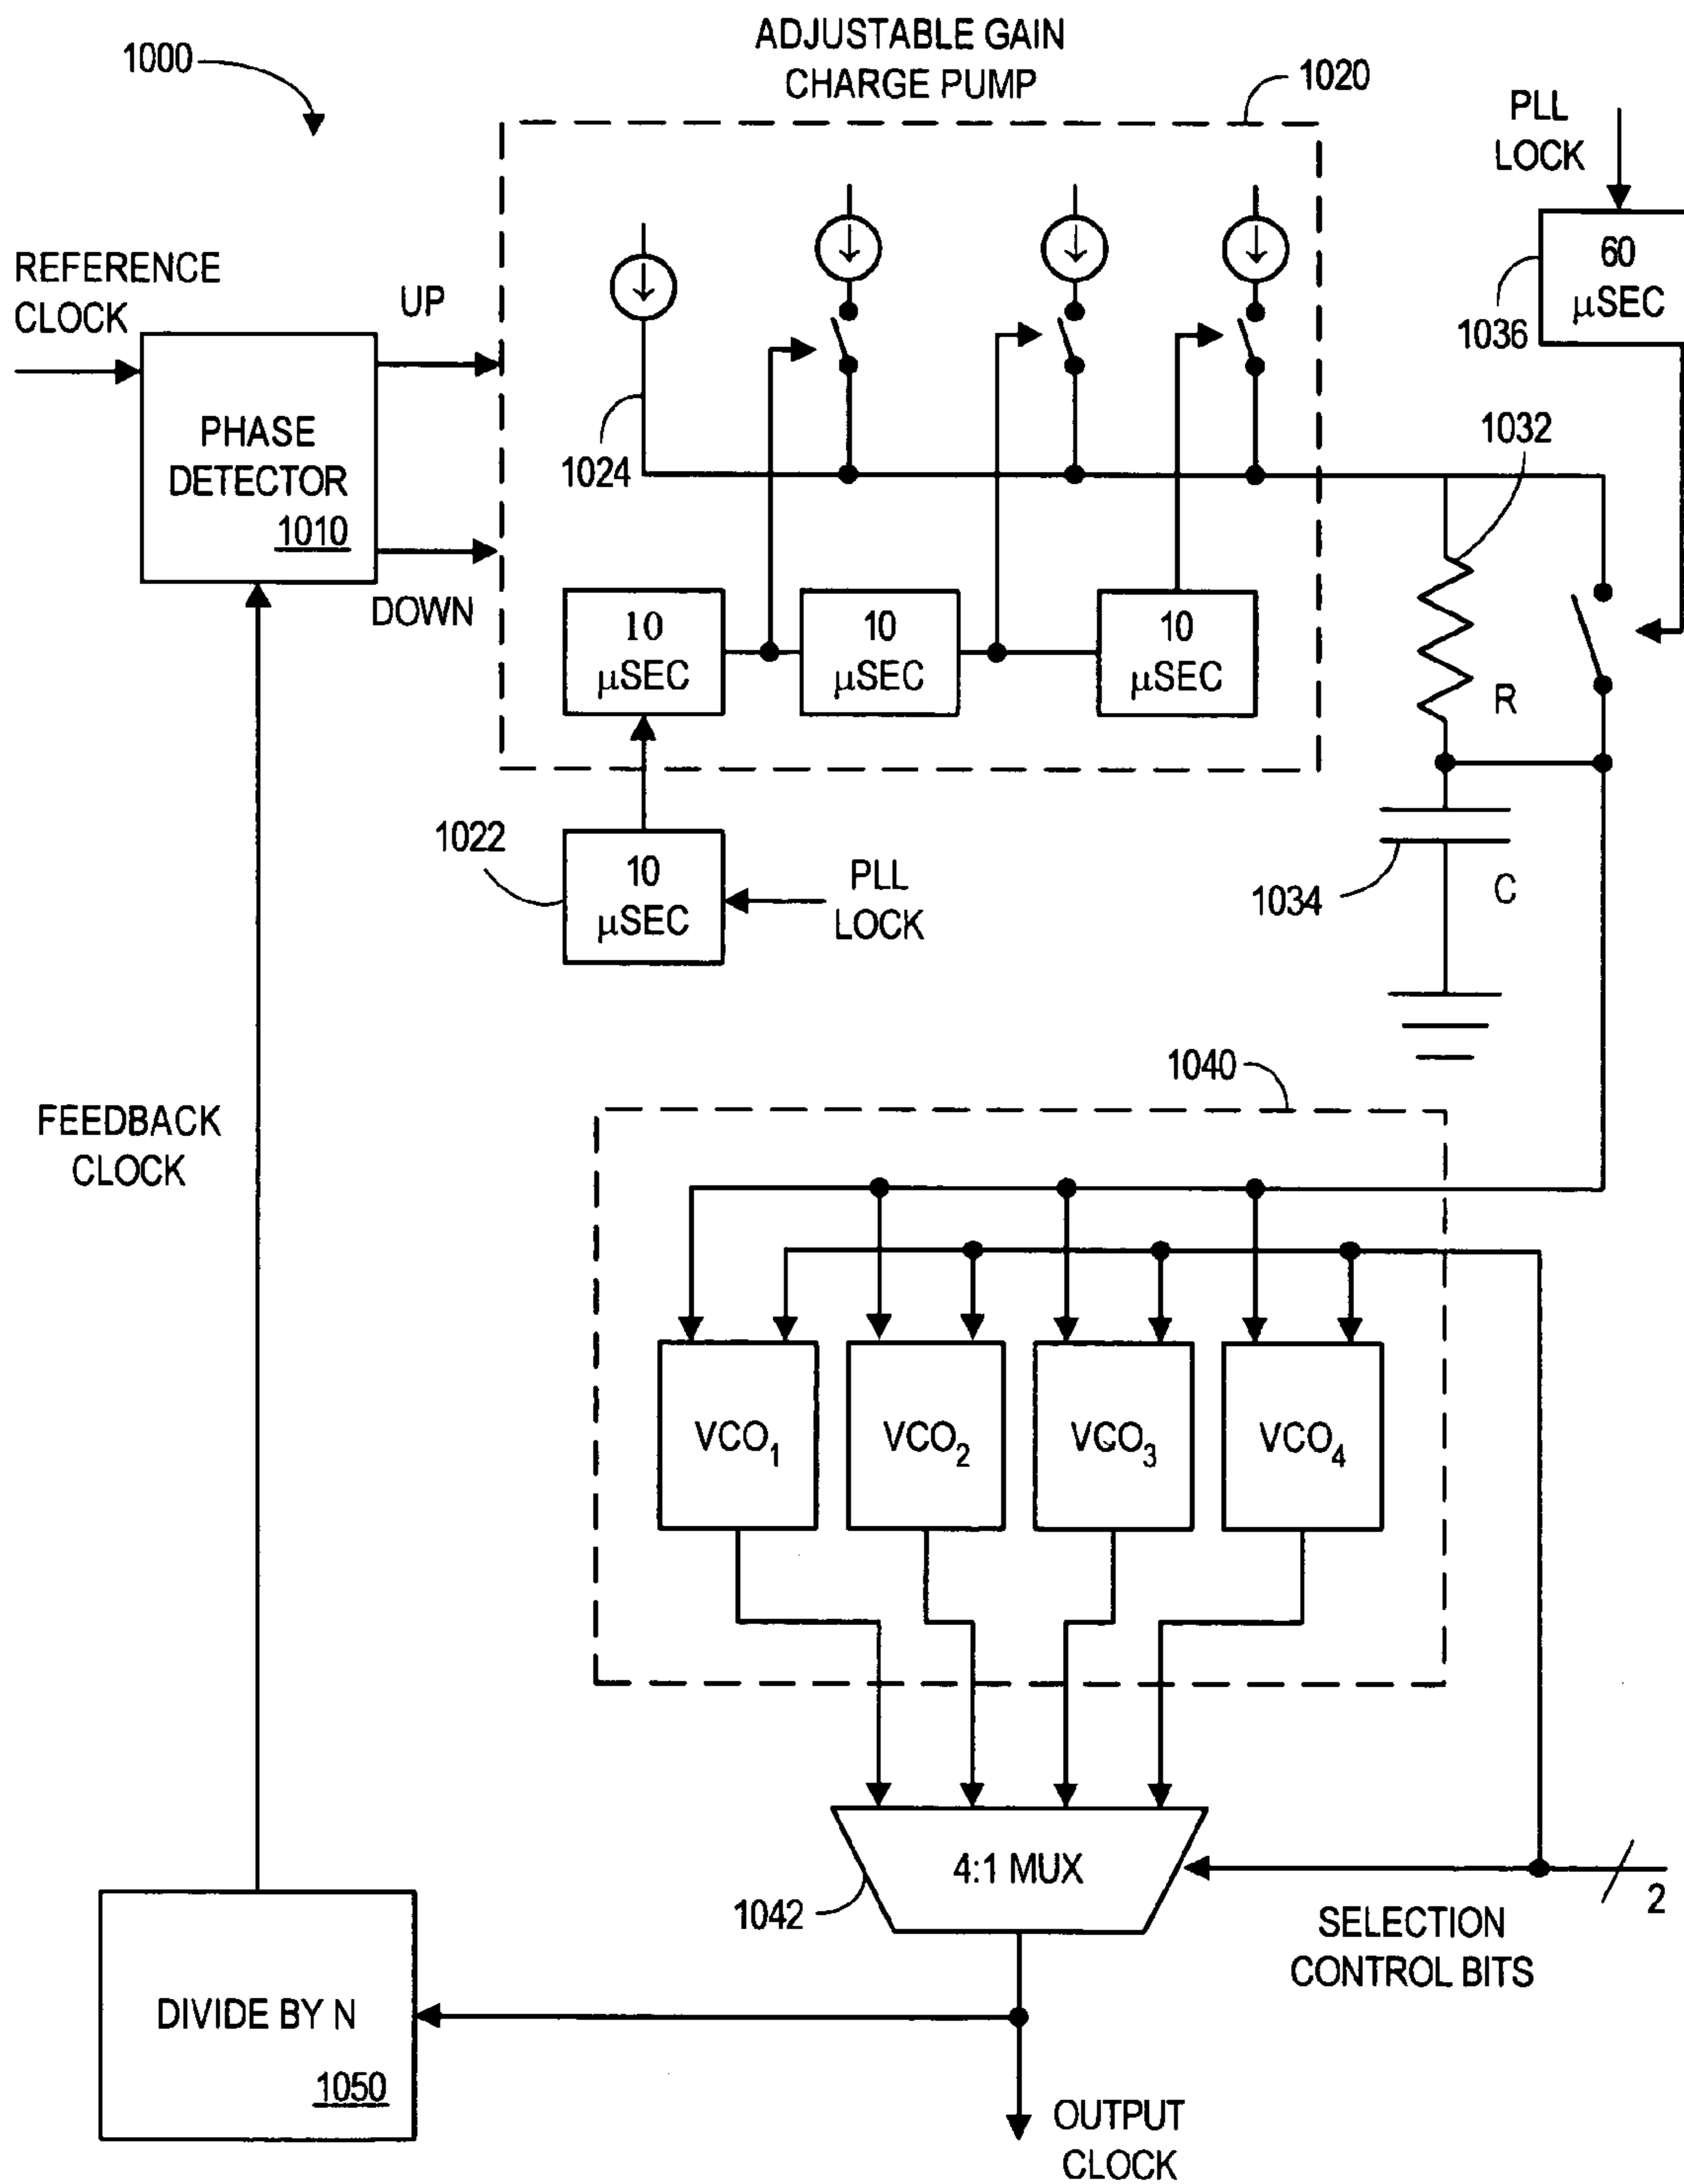 ADJUSTABLE GAIN
CHARGE PUMP
1000
1020
PLL
LOCK
60
μSEC
1036
REFERENCE
CLOCK
UP
PHASE
DETECTOR
1010
DOWN
1024
1032
10
μSEC
10
μSEC
10
μSEC
R
1022
10
μSEC
PLL
LOCK
1034
C
1040
FEEDBACK
CLOCK
VCO1
VCO2
VCO3
VCO4
4:1 MUX
1042
2
SELECTION
CONTROL BITS
DIVIDE BY N
1050
OUTPUT
CLOCK